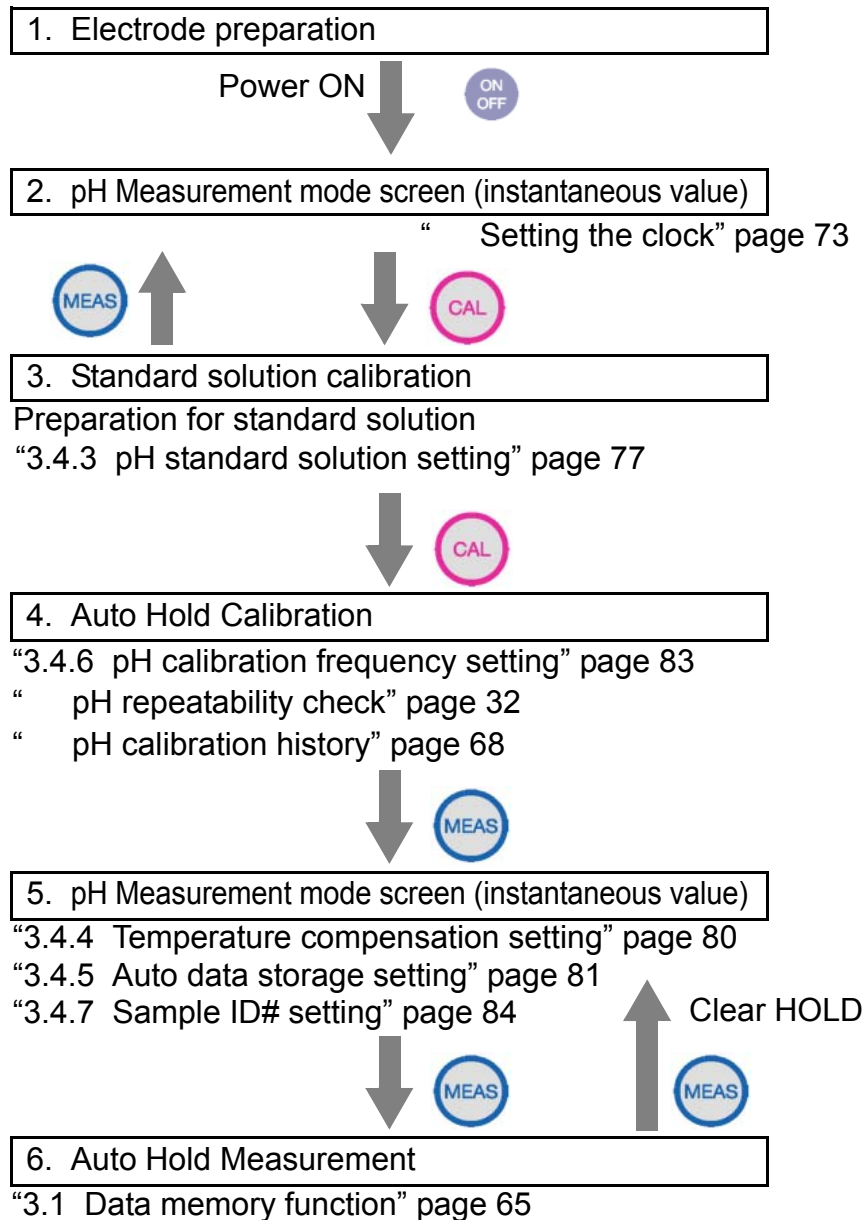 1. Electrode preparation
Power ON
ON
OFF
2. pH Measurement mode screen (instantaneous value)
“ Setting the clock” page 73
MEAS
CAL
3. Standard solution calibration
Preparation for standard solution
“3.4.3 pH standard solution setting” page 77
CAL
4. Auto Hold Calibration
“3.4.6 pH calibration frequency setting” page 83
“ pH repeatability check” page 32
“ pH calibration history” page 68
MEAS
5. pH Measurement mode screen (instantaneous value)
“3.4.4 Temperature compensation setting” page 80
“3.4.5 Auto data storage setting” page 81
“3.4.7 Sample ID# setting” page 84
Clear HOLD
MEAS
MEAS
6. Auto Hold Measurement
“3.1 Data memory function” page 65